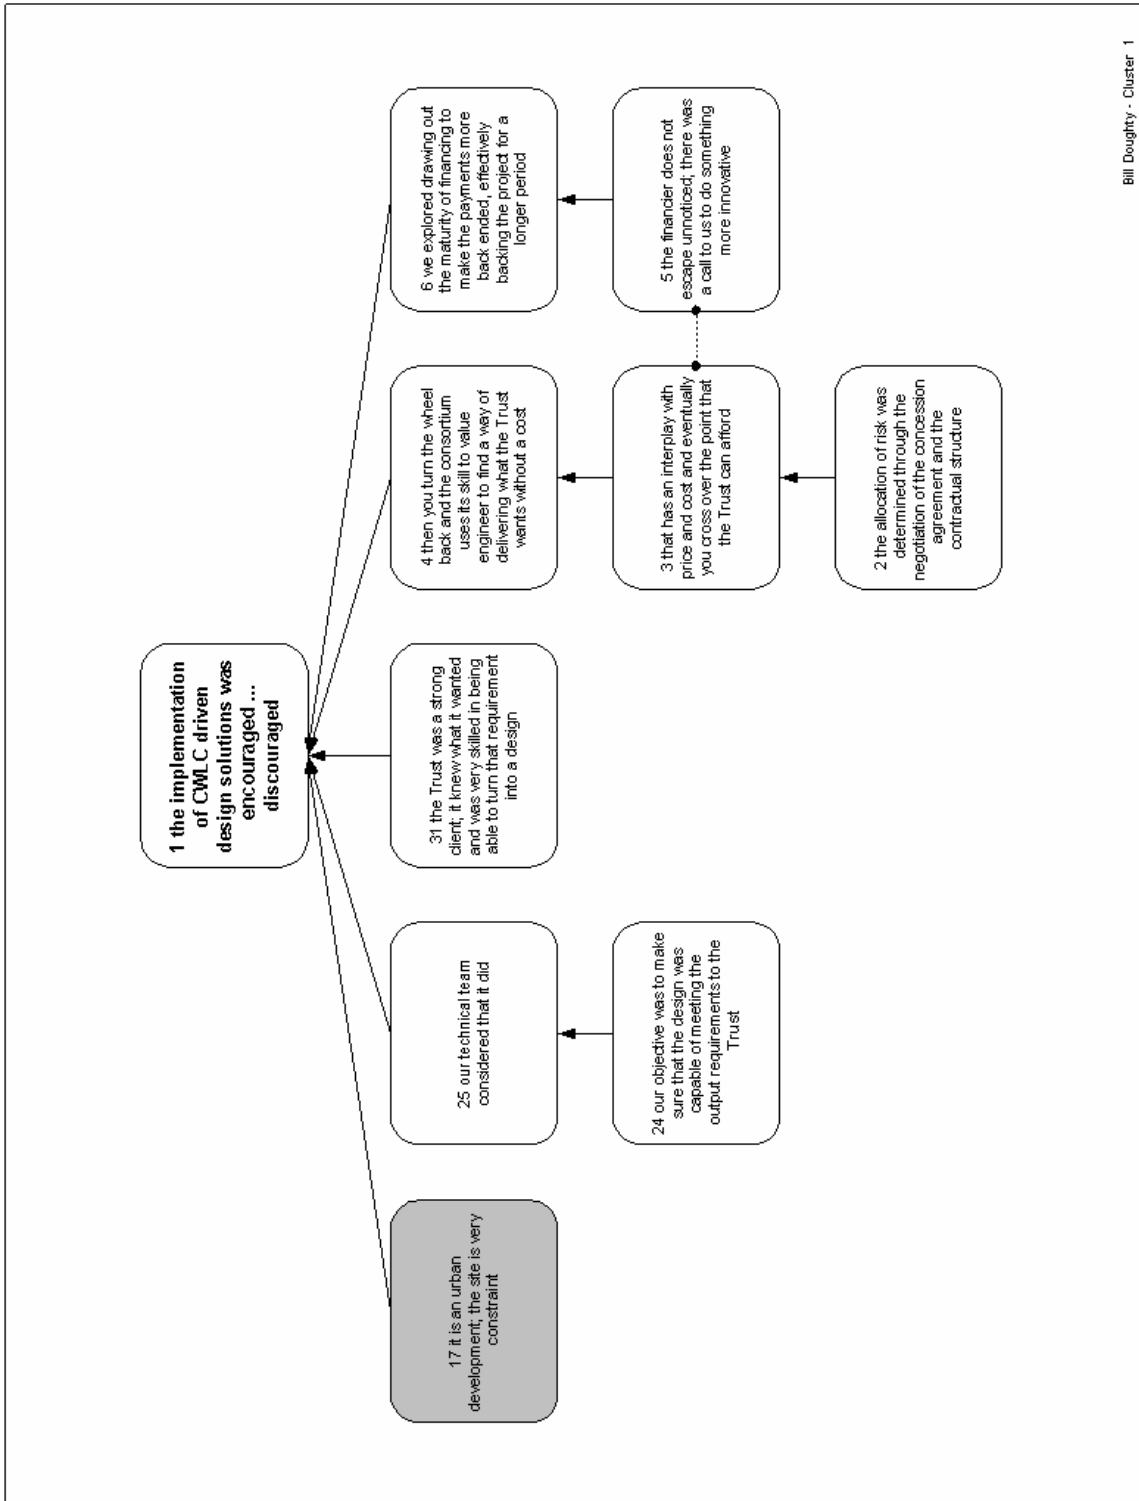 1 the implementation
of CWLC driven
design solutions was
encouraged ...
discouraged
17 it is an urban
development; the site is very
constraint
25 our technical team
considered that it did
31 the Trust was a strong
client; it knew what it wanted
and was very skilled in being
able to turn that requirement
into a design
4 then you turn the wheel
back and the consortium
uses its skill to value
engineer to find a way of
delivering what the Trust
wants without a cost
6 we explored drawing out
the maturity of financing to
make the payments more
back ended, effectively
backing the project for a
longer period
24 our objective was to make
sure that the design was
capable of meeting the
output requirements to the
Trust
3 that has an interplay with
price and cost and eventually
you cross over the point that
the Trust can afford
5 the financier does not
escape unnoticed; there was
a call to us to do something
more innovative
2 the allocation of risk was
determined through the
negotiation of the concession
agreement and the
contractual structure
Bill Doughty - Cluster 1